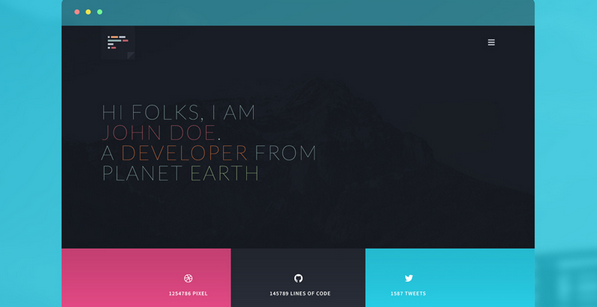 HI FOLKS, I AM
JOHN DOE.
A DEVELOPER FROM
PLANET EARTH
1254786 PIXEL
145789 LINES OF CODE
1587 TWEETS